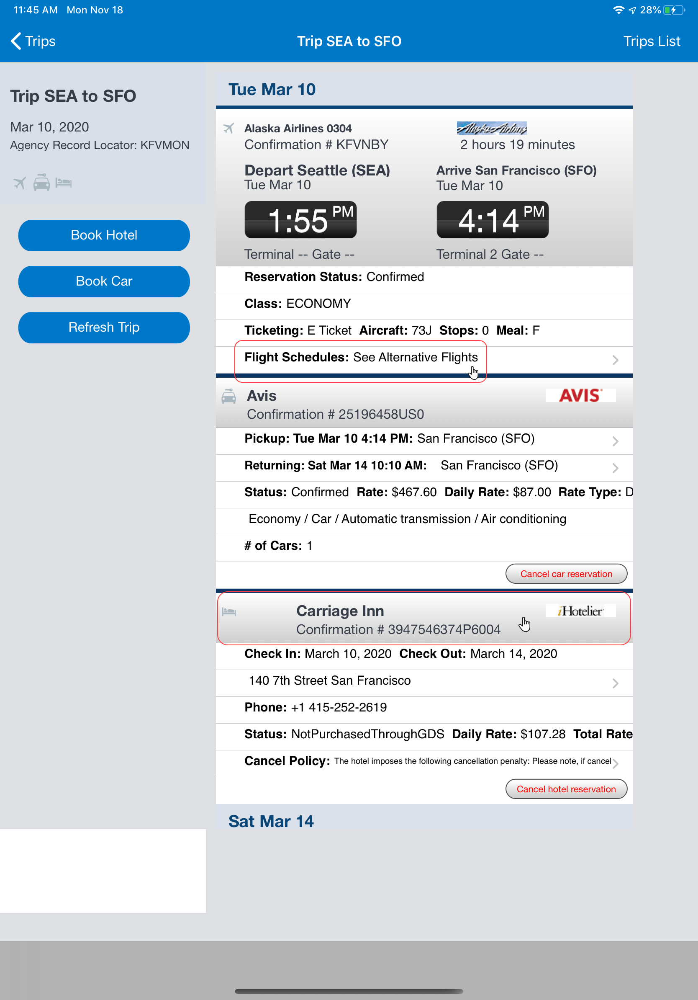 11:45 AM Mon Nov 18
28%
Trips
Trip SEA to SFO
Trips List
Trip SEA to SFO
Mar 10, 2020
Agency Record Locator: KFVMON
Book Hotel
Book Car
Refresh Trip
Tue Mar 10
Alaska Airlines 0304
Alaska Airlines
Confirmation # KFVNBY
2 hours 19 minutes
Depart Seattle (SEA)
Arrive San Francisco (SFO)
Tue Mar 10
Tue Mar 10
1:55 PM
4:14 PM
Terminal -- Gate --
Terminal 2 Gate --
Reservation Status: Confirmed
Class: ECONOMY
Ticketing: E Ticket Aircraft: 73J Stops: 0 Meal: F
Flight Schedules: See Alternative Flights
Avis
AVIS
Confirmation # 25196458US0
Pickup: Tue Mar 10 4:14 PM: San Francisco (SFO)
Returning: Sat Mar 14 10:10 AM: San Francisco (SFO)
Status: Confirmed Rate: $467.60 Daily Rate: $87.00 Rate Type: D
Economy / Car / Automatic transmission / Air conditioning
# of Cars: 1
Cancel car reservation
Carriage Inn
iHotelier
Confirmation # 3947546374P6004
Check In: March 10, 2020 Check Out: March 14, 2020
140 7th Street San Francisco
Phone: +1 415-252-2619
Status: NotPurchasedThroughGDS Daily Rate: $107.28 Total Rate
Cancel Policy: The hotel imposes the following cancellation penalty: Please note, if cancel
Cancel hotel reservation
Sat Mar 14